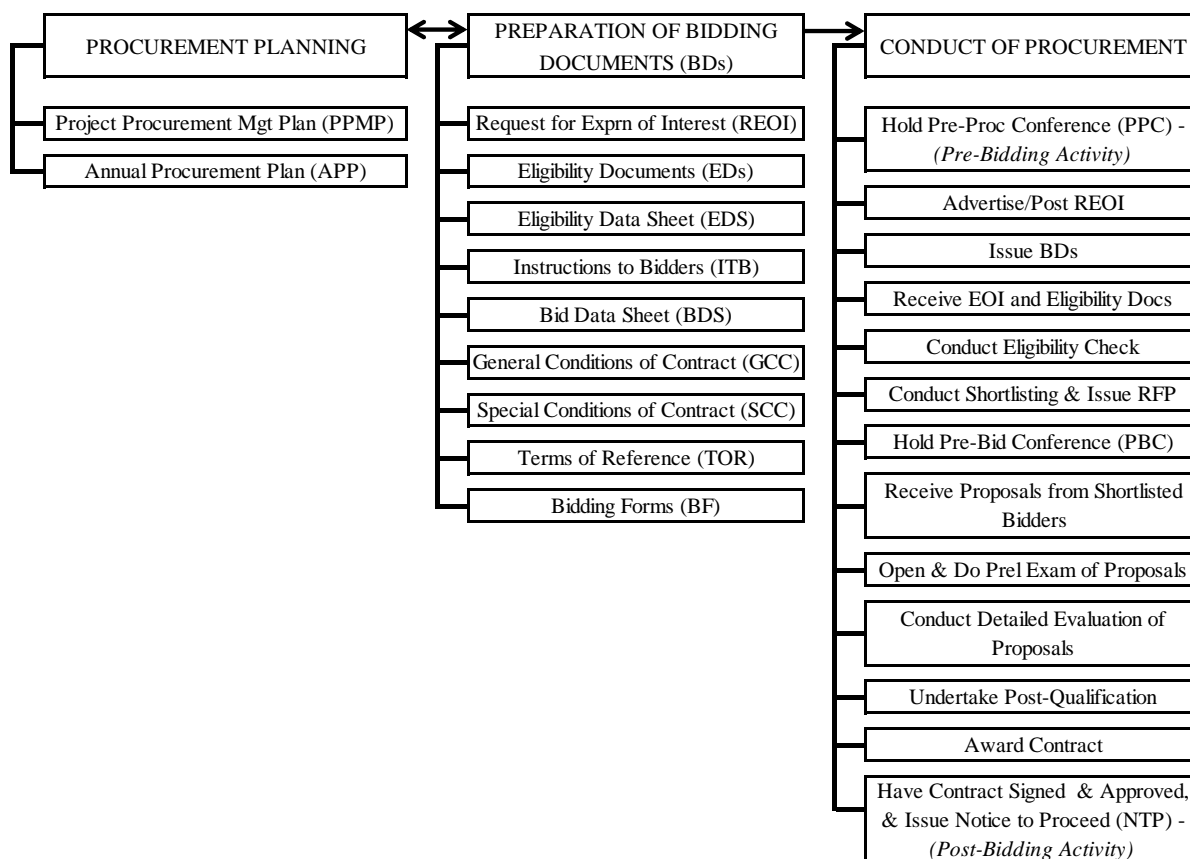 PROCUREMENT PLANNING
Project Procurement Mgt Plan (PPMP)
Annual Procurement Plan (APP)
PREPARATION OF BIDDING
DOCUMENTS (BDs)
Request for Exprn of Interest (REOI)
Eligibility Documents (EDs)
Eligibility Data Sheet (EDS)
Instructions to Bidders (ITB)
Bid Data Sheet (BDS)
General Conditions of Contract (GCC)
Special Conditions of Contract (SCC)
Terms of Reference (TOR)
Bidding Forms (BF)
CONDUCT OF PROCUREMENT
Hold Pre-Proc Conference (PPC) -
(Pre-Bidding Activity)
Advertise/Post REOI
Issue BDs
Receive EOI and Eligibility Docs
Conduct Eligibility Check
Conduct Shortlisting & Issue RFP
Hold Pre-Bid Conference (PBC)
Receive Proposals from Shortlisted
Bidders
Open & Do Prel Exam of Proposals
Conduct Detailed Evaluation of
Proposals
Undertake Post-Qualification
Award Contract
Have Contract Signed & Approved,
& Issue Notice to Proceed (NTP) -
(Post-Bidding Activity)